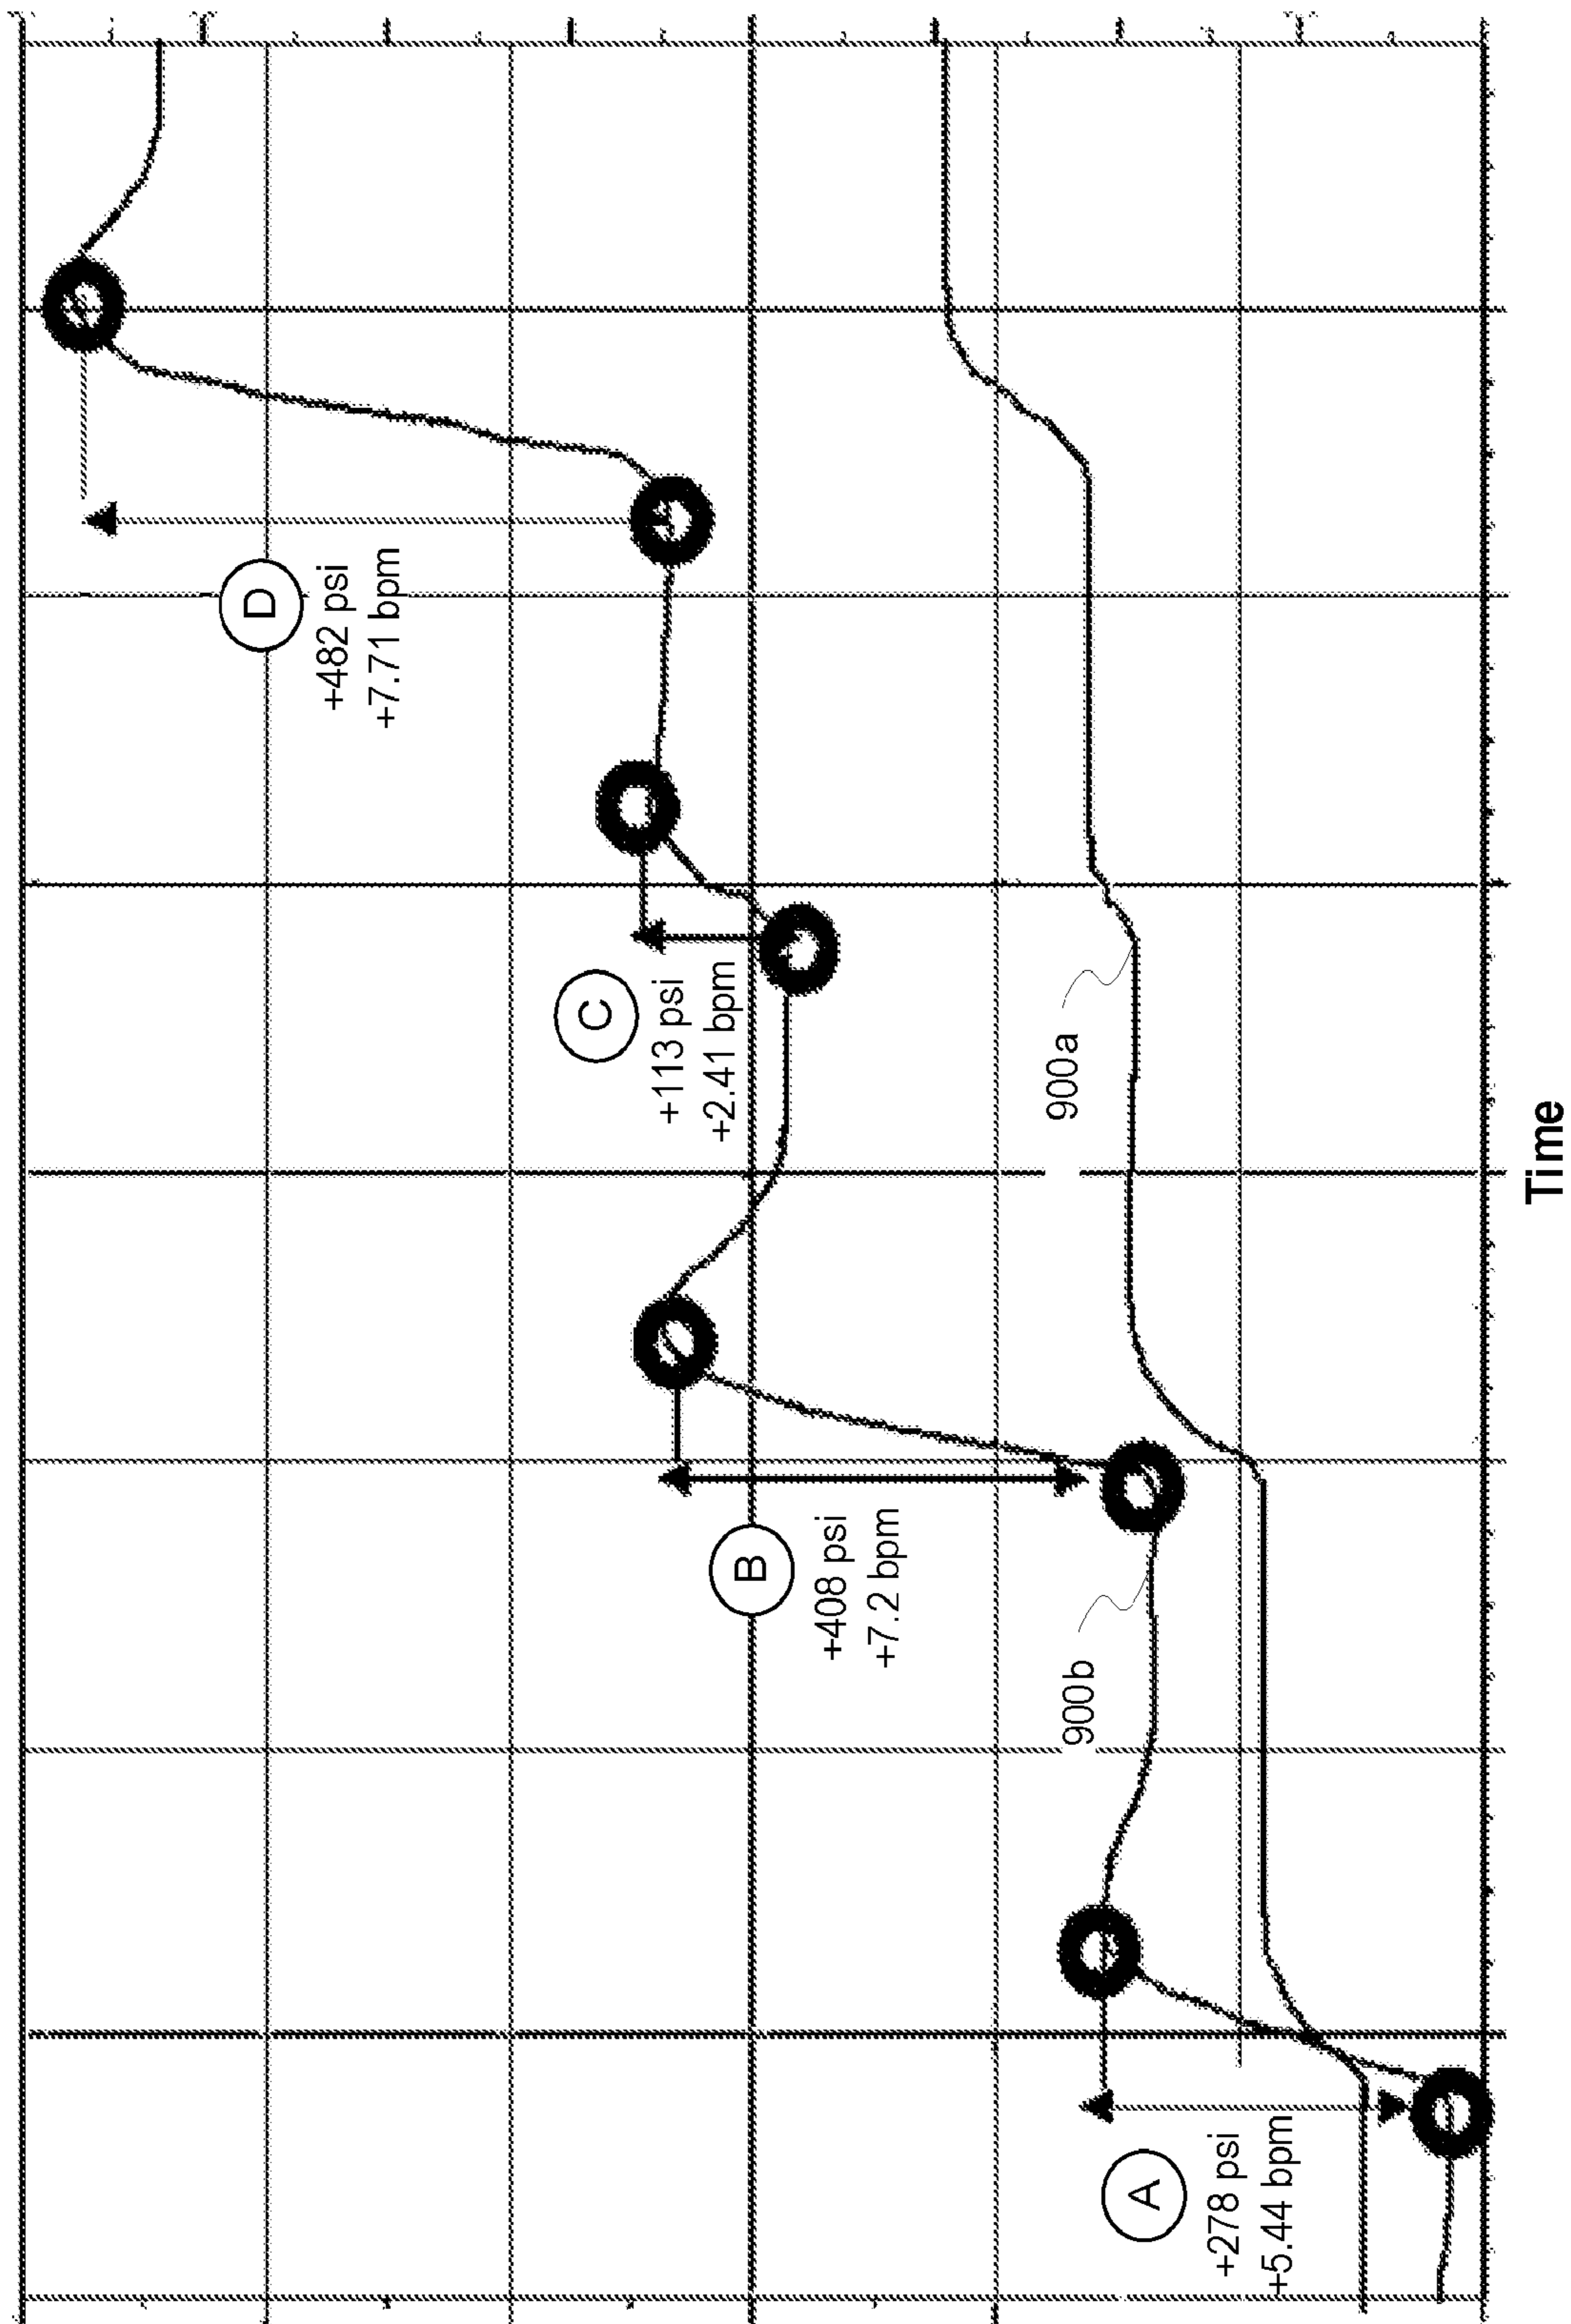 A
+278 psi
+5.44 bpm
900b
B
+408 psi
+7.2 bpm
900a
C
+113 psi
+2.41 bpm
D
+482 psi
+7.71 bpm
Time